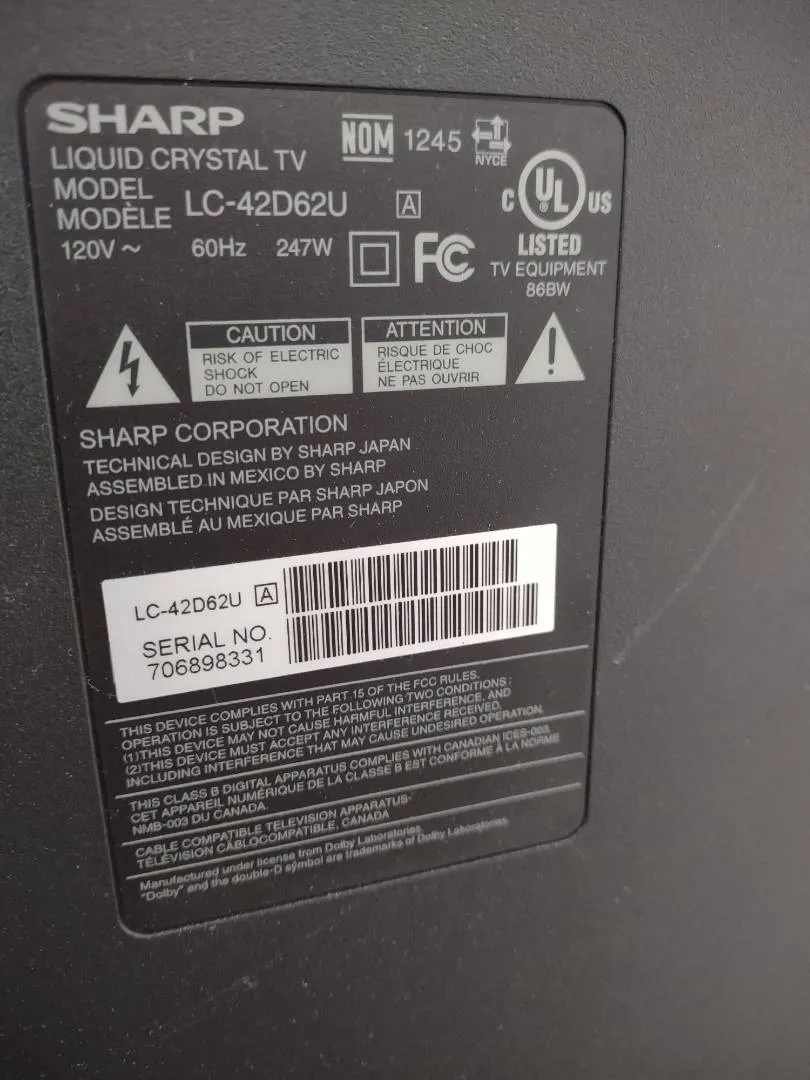 SHARP
NOM 1245 NYCE
LIQUID CRYSTAL TV
MODEL
MODÈLE LC-42D62U A
C UL US
LISTED
120V ~ 60Hz 247W FC
TV EQUIPMENT
86BW
CAUTION
RISK OF ELECTRIC
SHOCK
DO NOT OPEN
ATTENTION
RISQUE DE CHOC
ÉLECTRIQUE
NE PAS OUVRIR
SHARP CORPORATION
TECHNICAL DESIGN BY SHARP JAPAN
ASSEMBLED IN MEXICO BY SHARP
DESIGN TECHNIQUE PAR SHARP JAPON
ASSEMBLÉ AU MEXIQUE PAR SHARP
LC-42D62U A
SERIAL NO.
706898331
THIS DEVICE COMPLIES WITH PART 15 OF THE FCC RULES.
OPERATION IS SUBJECT TO THE FOLLOWING TWO CONDITIONS :
(1)THIS DEVICE MAY NOT CAUSE HARMFUL INTERFERENCE, AND
(2)THIS DEVICE MUST ACCEPT ANY INTERFERENCE RECEIVED,
INCLUDING INTERFERENCE THAT MAY CAUSE UNDESIRED OPERATION.
THIS CLASS B DIGITAL APPARATUS COMPLIES WITH CANADIAN ICES-003.
CET APPAREIL NUMÉRIQUE DE LA CLASSE B EST CONFORME À LA NORME
NMB-003 DU CANADA.
CABLE COMPATIBLE TELEVISION APPARATUS-
TÉLÉVISION CÂBLOCOMPATIBLE, CANADA
Manufactured under license from Dolby Laboratories.
"Dolby" and the double-D symbol are trademarks of Dolby Laboratories.